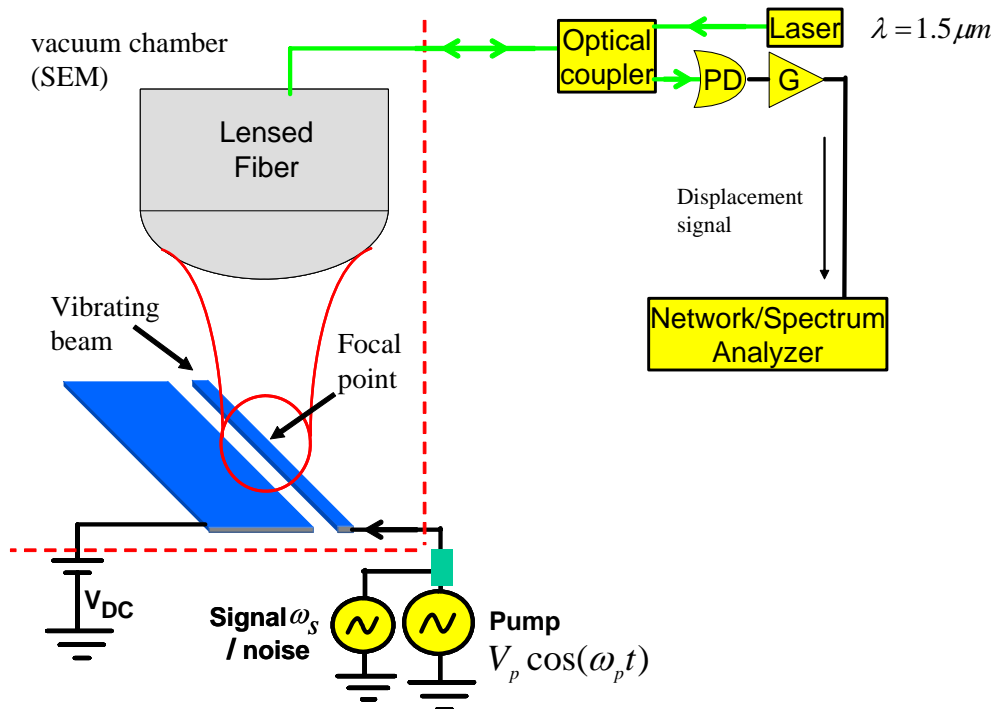 vacuum chamber
(SEM)
Lensed
Fiber
Optical
coupler
Laser
λ = 1.5 μm
PD
G
Displacement
signal
Network/Spectrum
Analyzer
Vibrating
beam
Focal
point
V_DC
Signal ω_s
/ noise
Pump
V_p cos(ω_p t)